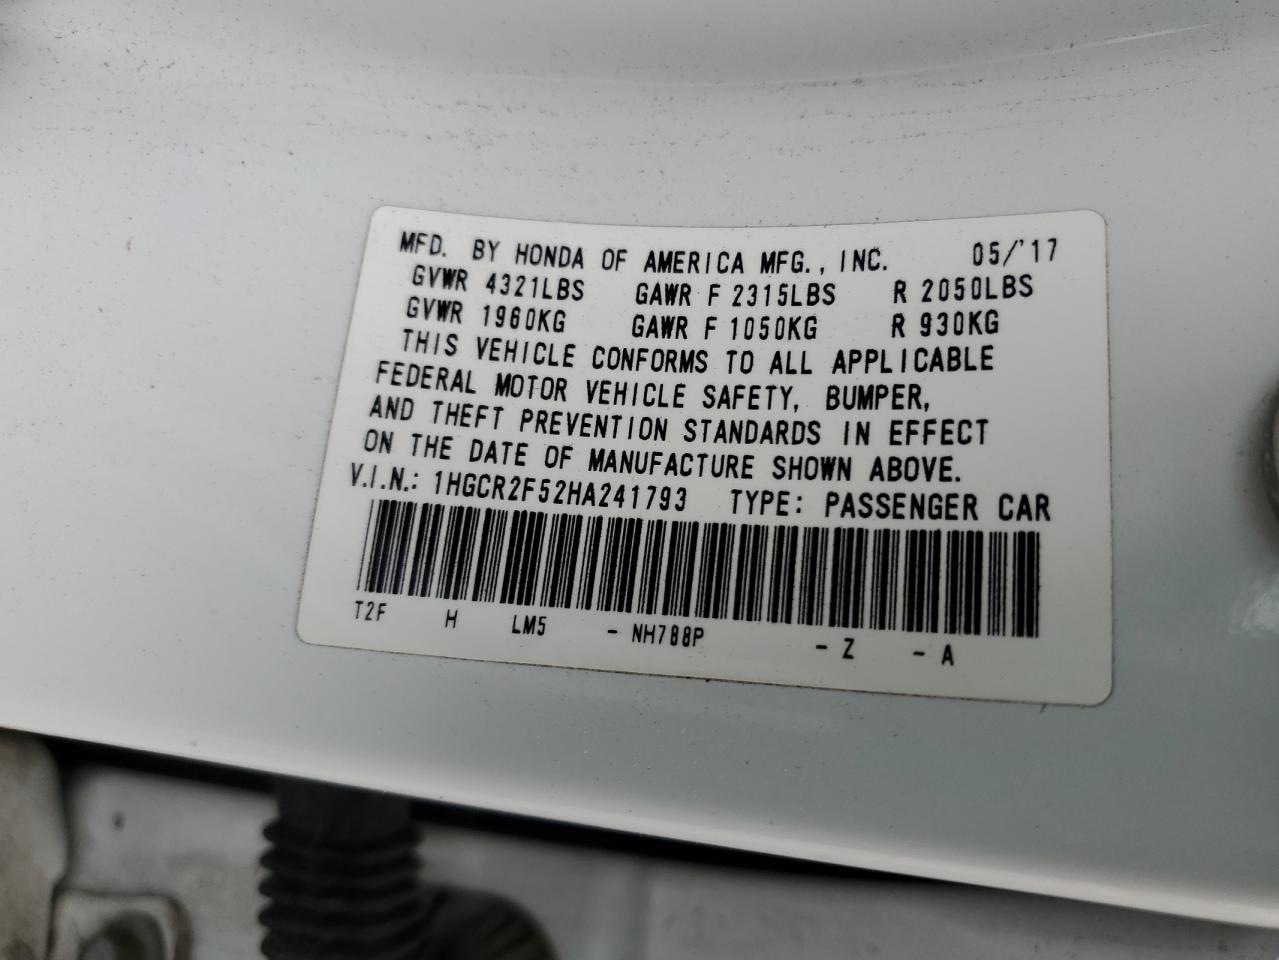 MFD. BY HONDA OF AMERICA MFG., INC. 05/'17
GVWR 4321LBS GAWR F 2315LBS R 2050LBS
GVWR 1960KG GAWR F 1050KG R 930KG
THIS VEHICLE CONFORMS TO ALL APPLICABLE
FEDERAL MOTOR VEHICLE SAFETY, BUMPER,
AND THEFT PREVENTION STANDARDS IN EFFECT
ON THE DATE OF MANUFACTURE SHOWN ABOVE.
V.I.N.: 1HGCR2F52HA241793 TYPE: PASSENGER CAR
T2F H LM5 - NH788P - Z - A